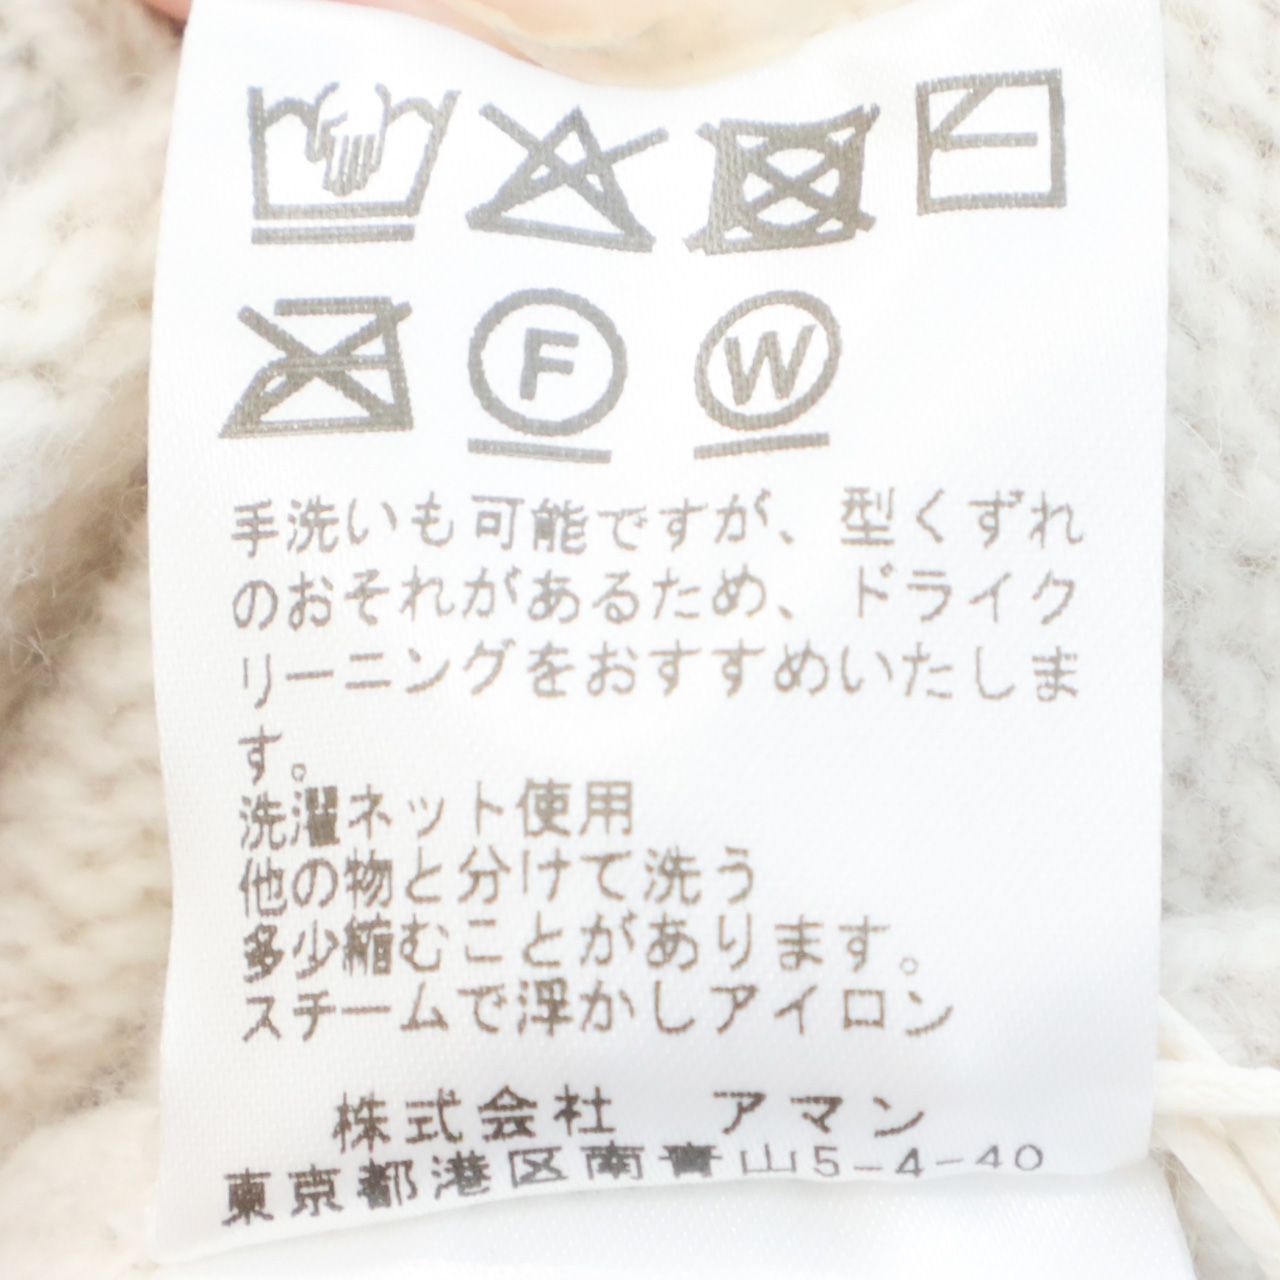 F W
手洗いも可能ですが、型くずれ
のおそれがあるため、ドライク
リーニングをおすすめいたしま
す。
洗濯ネット使用
他の物と分けて洗う
多少縮むことがあります。
スチームで浮かしアイロン
株式会社 アマン
東京都港区南青山5-4-40